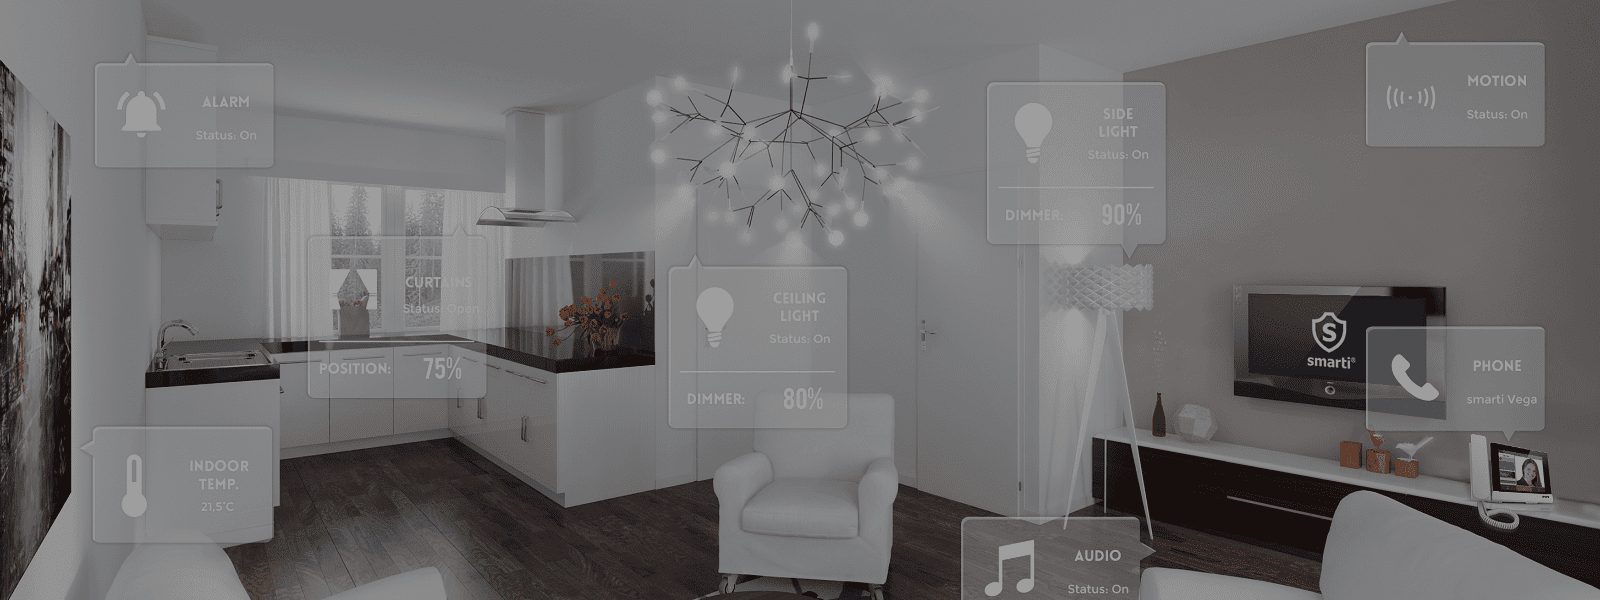 ALARM
Status: On
CURTAINS
Status: Open
POSITION: 75%
INDOOR
TEMP.
21,5°C
CEILING
LIGHT
Status: On
DIMMER: 80%
SIDE
LIGHT
Status: On
DIMMER: 90%
MOTION
Status: On
S
smarti®
PHONE
smarti Vega
AUDIO
Status: On